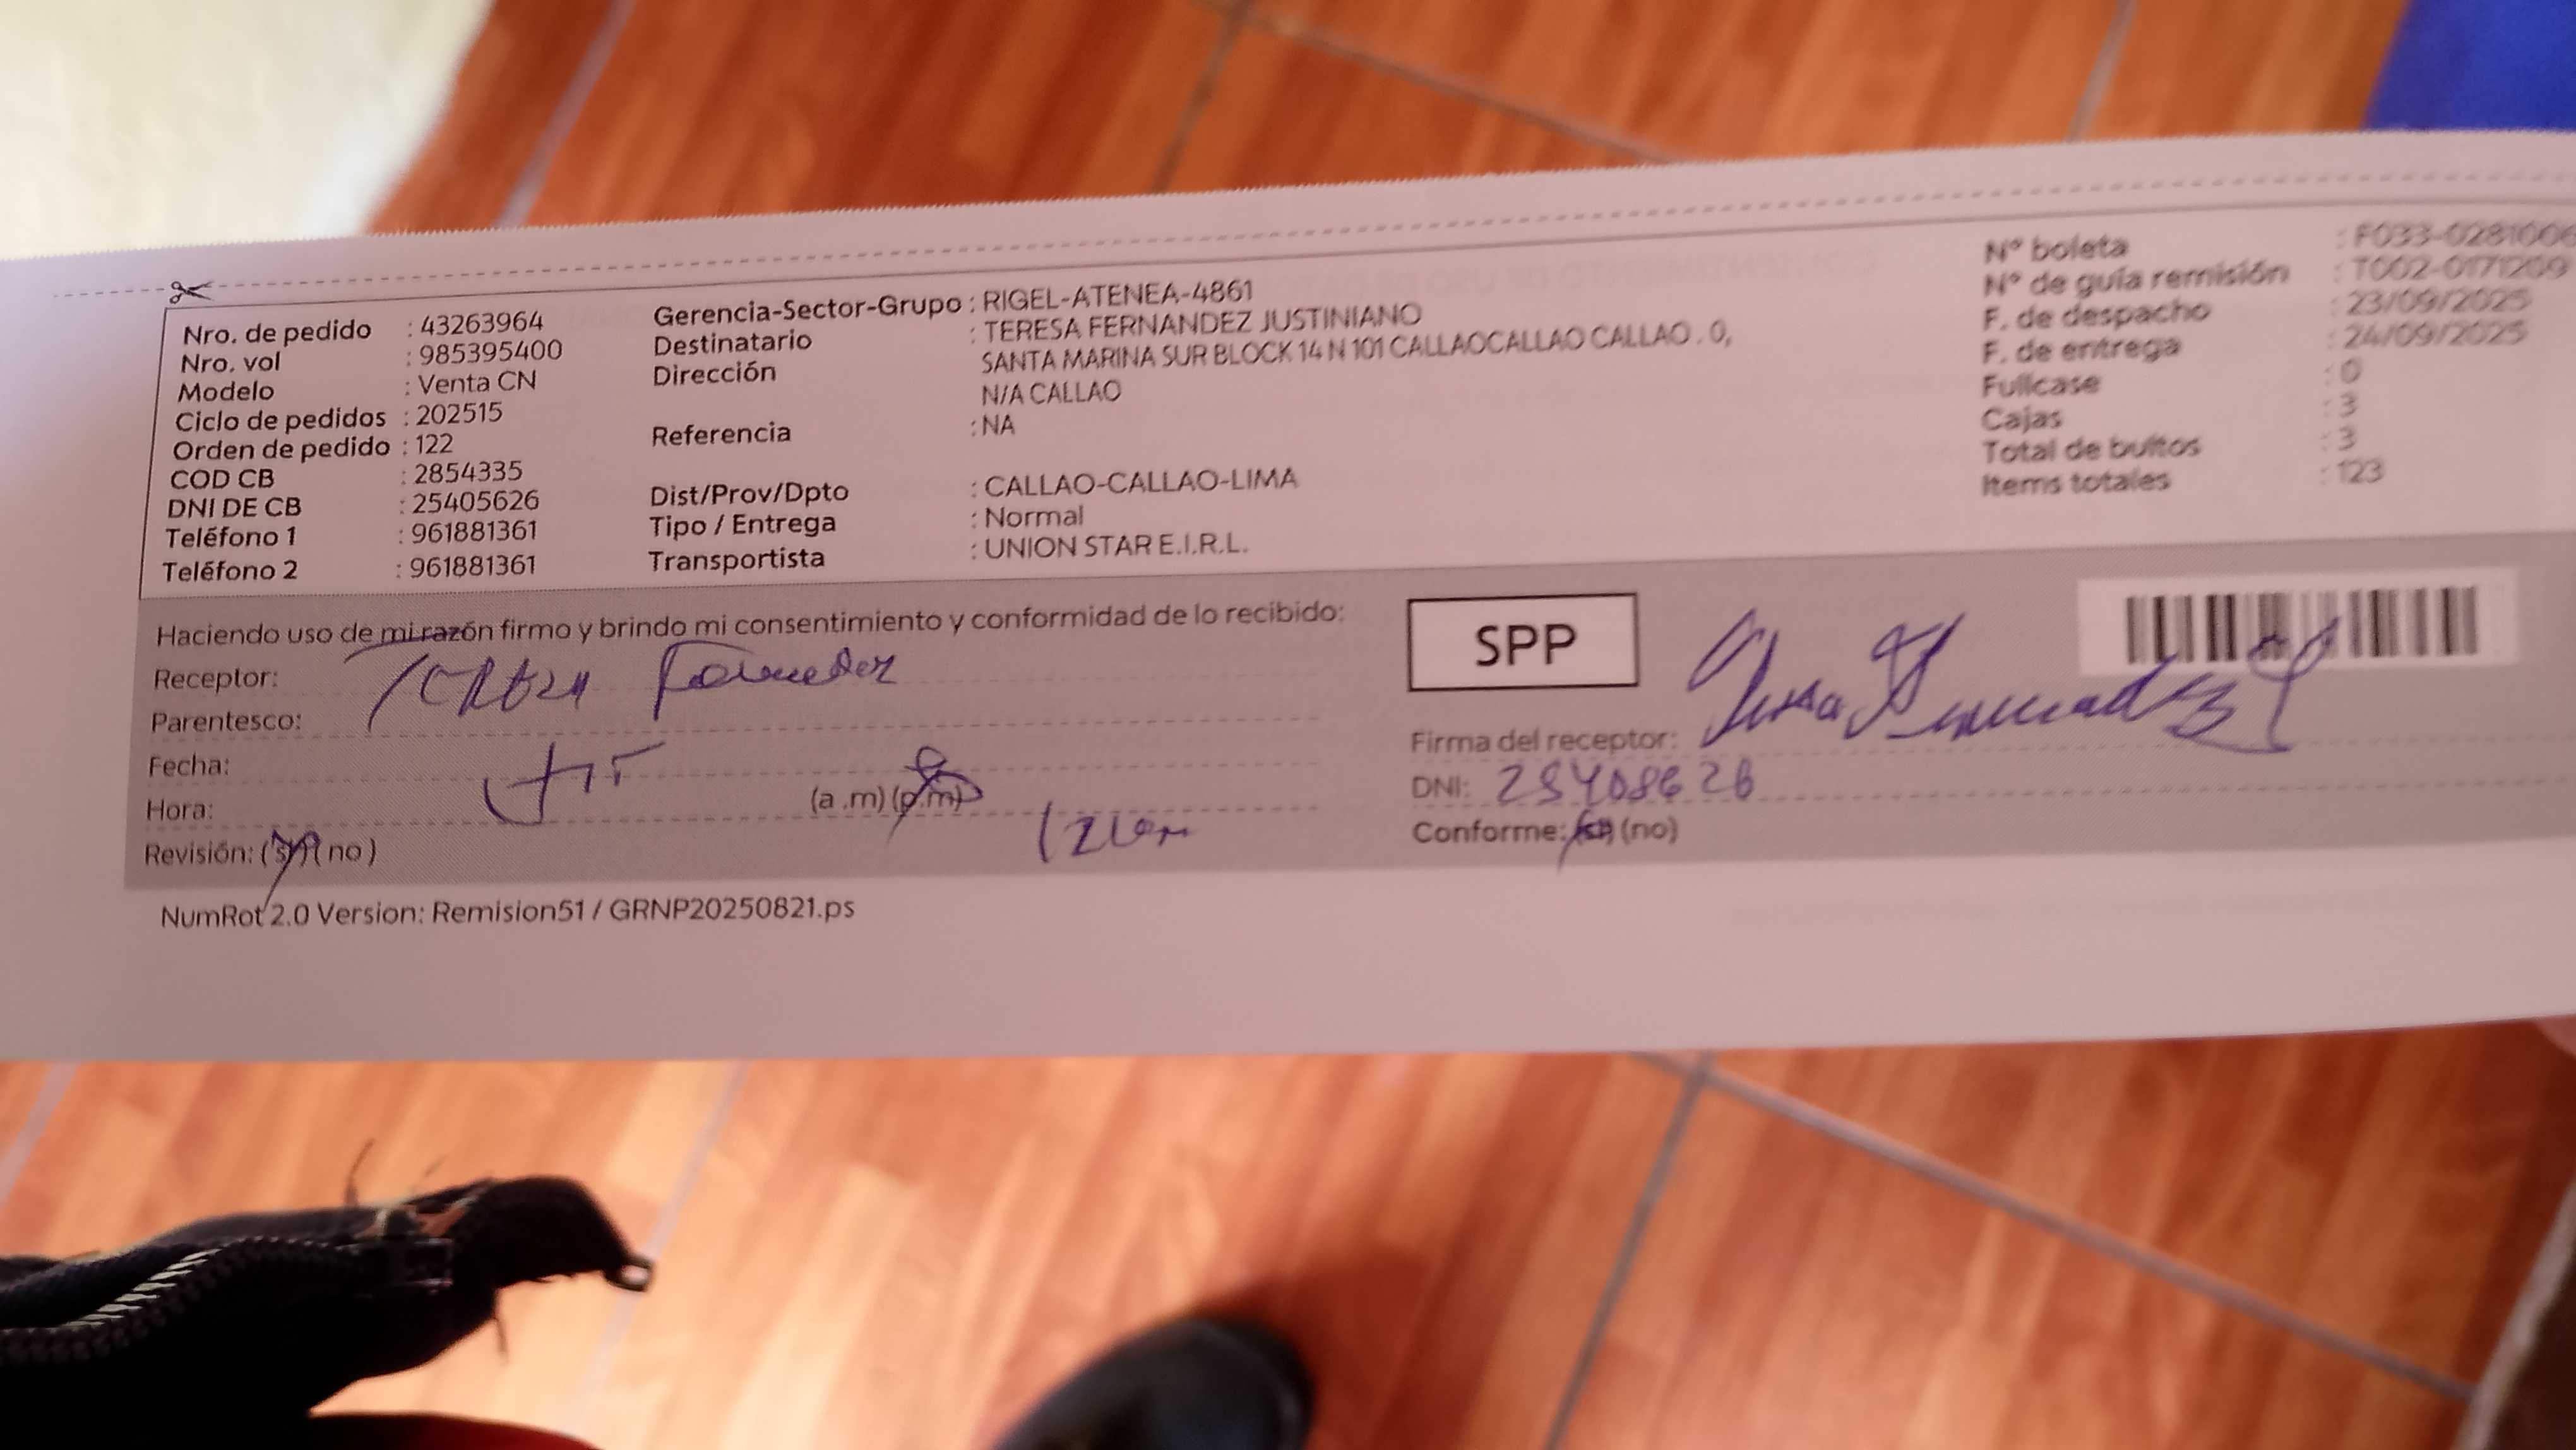 Nro. de pedido : 43263964
Nro. vol : 985395400
Modelo : Venta CN
Ciclo de pedidos : 202515
Orden de pedido : 122
COD CB : 2854335
DNI DE CB : 25405626
Teléfono 1 : 961881361
Teléfono 2 : 961881361
Gerencia-Sector-Grupo : RIGEL-ATENEA-4861
Destinatario : TERESA FERNANDEZ JUSTINIANO
Dirección SANTA MARINA SUR BLOCK 14 N 101 CALLAOCALLAO CALLAO . 0,
N/A CALLAO
Referencia : NA
Dist/Prov/Dpto : CALLAO-CALLAO-LIMA
Tipo / Entrega : Normal
Transportista : UNION STAR E.I.R.L.
N° boleta : F033-0281006
N° de guía remisión : T002-0171209
F. de despacho : 23/09/2025
F. de entrega : 24/09/2025
Fullcase : 0
Cajas : 3
Total de bultos : 3
Items totales : 123
Haciendo uso de mi razón firmo y brindo mi consentimiento y conformidad de lo recibido:
Receptor: Teresa Fernandez
Parentesco:
Fecha:
Hora: (a .m) (p.m)
Revisión: (si) (no)
SPP
Firma del receptor: Teresa Fernandez
DNI:
Conforme: (si) (no)
NumRot 2.0 Version: Remision51 / GRNP20250821.ps